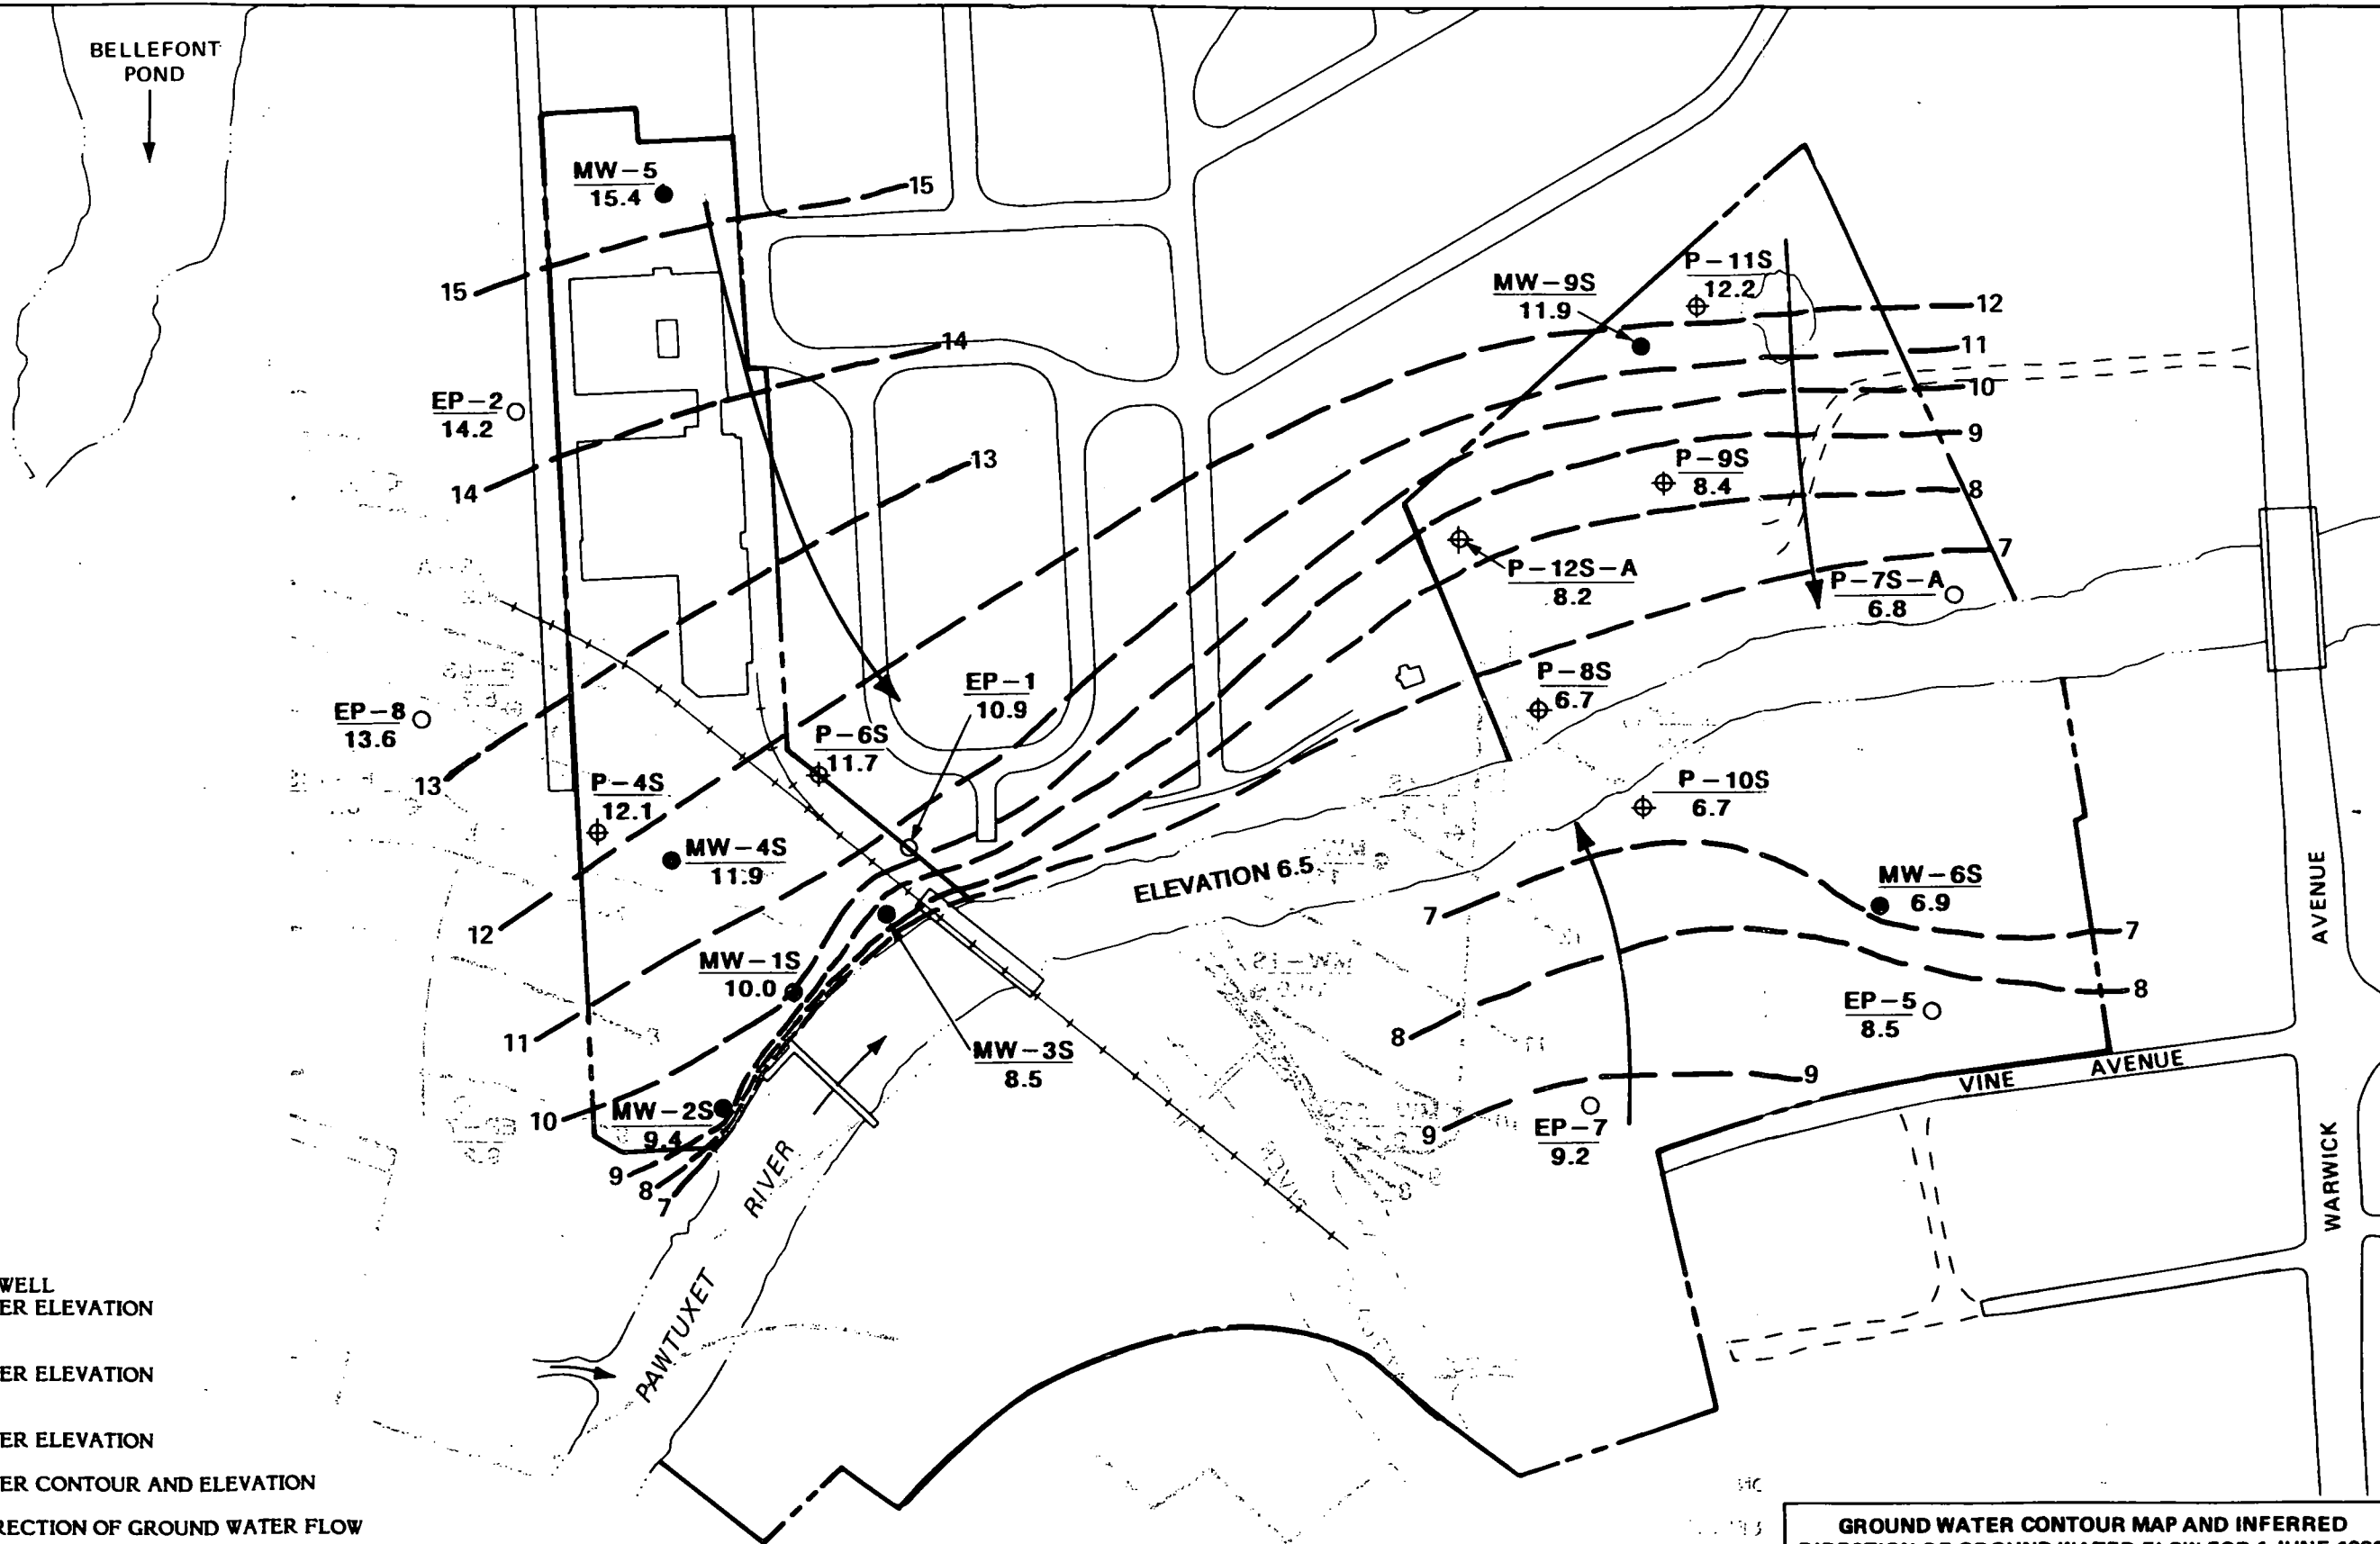 BELLEFONT
POND
MW-5
15.4
15
15
14
EP-2
14.2
14
13
EP-8
13.6
13
P-4S
12.1
MW-4S
11.9
P-6S
11.7
EP-1
10.9
12
11
10
MW-1S
10.0
MW-2S
9.4
9
8
7
MW-3S
8.5
ELEVATION 6.5
PAWTUXET RIVER
MW-9S
11.9
P-11S
12.2
12
11
10
9
8
7
P-9S
8.4
P-12S-A
8.2
P-7S-A
6.8
P-8S
6.7
P-10S
6.7
MW-6S
6.9
7
7
8
8
EP-5
8.5
9
9
EP-7
9.2
VINE AVENUE
WARWICK AVENUE
WELL
ER ELEVATION
ER ELEVATION
ER ELEVATION
ER CONTOUR AND ELEVATION
RECTION OF GROUND WATER FLOW
GROUND WATER CONTOUR MAP AND INFERRED